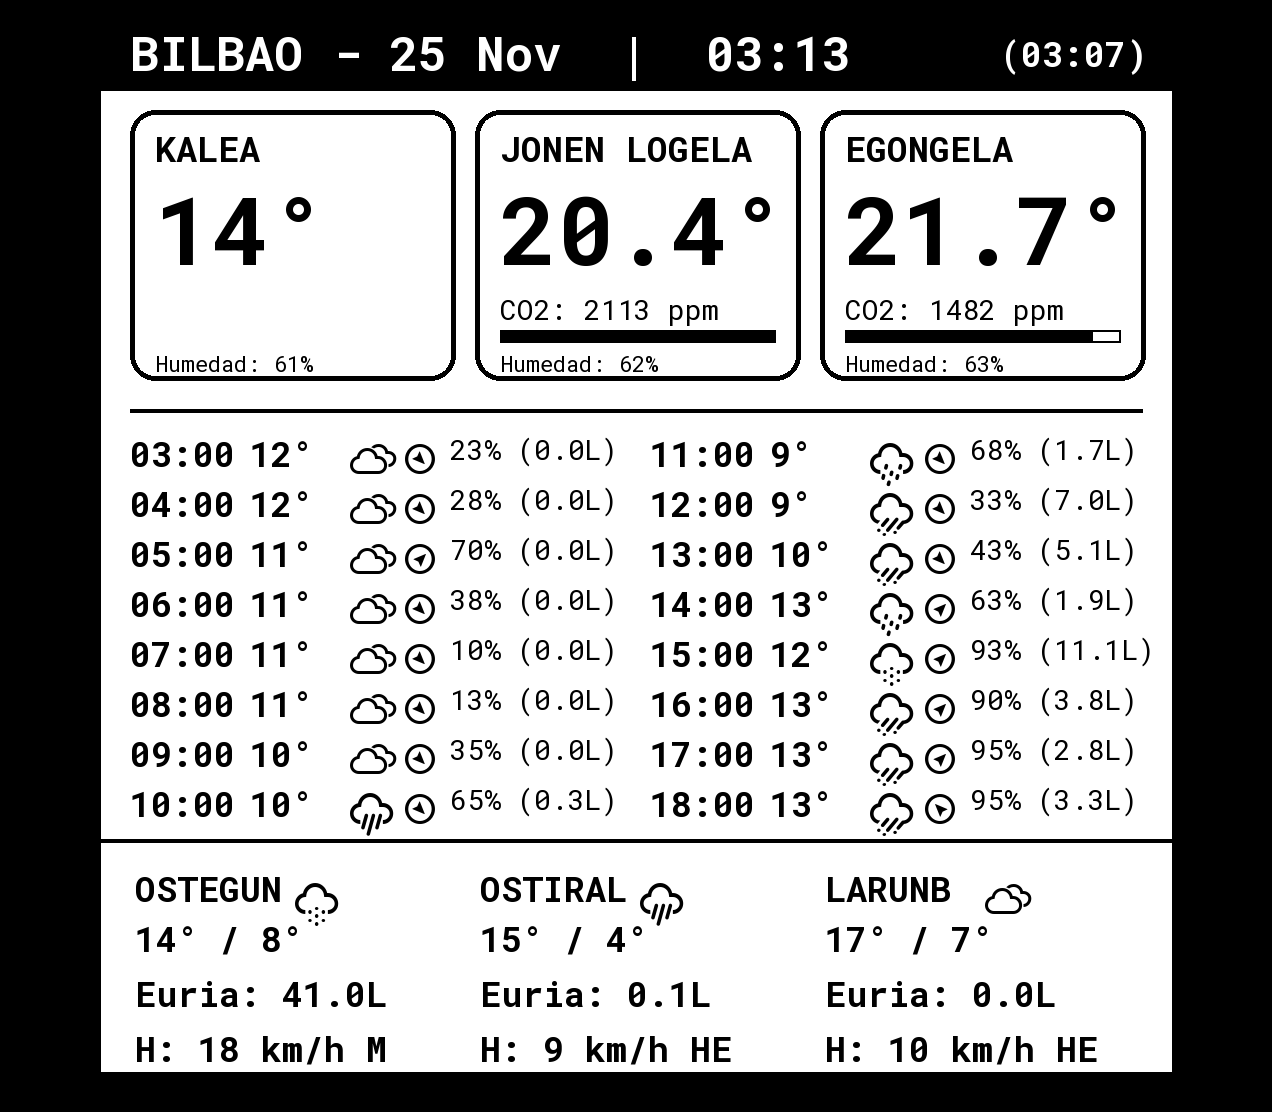 BILBAO - 25 Nov | 03:13 (03:07)
KALEA
14°
Humedad: 61%
JONEN LOGELA
20.4°
CO2: 2113 ppm
Humedad: 62%
EGONGELA
21.7°
CO2: 1482 ppm
Humedad: 63%
03:00 12° 23% (0.0L)
04:00 12° 28% (0.0L)
05:00 11° 70% (0.0L)
06:00 11° 38% (0.0L)
07:00 11° 10% (0.0L)
08:00 11° 13% (0.0L)
09:00 10° 35% (0.0L)
10:00 10° 65% (0.3L)
11:00 9° 68% (1.7L)
12:00 9° 33% (7.0L)
13:00 10° 43% (5.1L)
14:00 13° 63% (1.9L)
15:00 12° 93% (11.1L)
16:00 13° 90% (3.8L)
17:00 13° 95% (2.8L)
18:00 13° 95% (3.3L)
OSTEGUN
14° / 8°
Euria: 41.0L
H: 18 km/h M
OSTIRAL
15° / 4°
Euria: 0.1L
H: 9 km/h HE
LARUNB
17° / 7°
Euria: 0.0L
H: 10 km/h HE